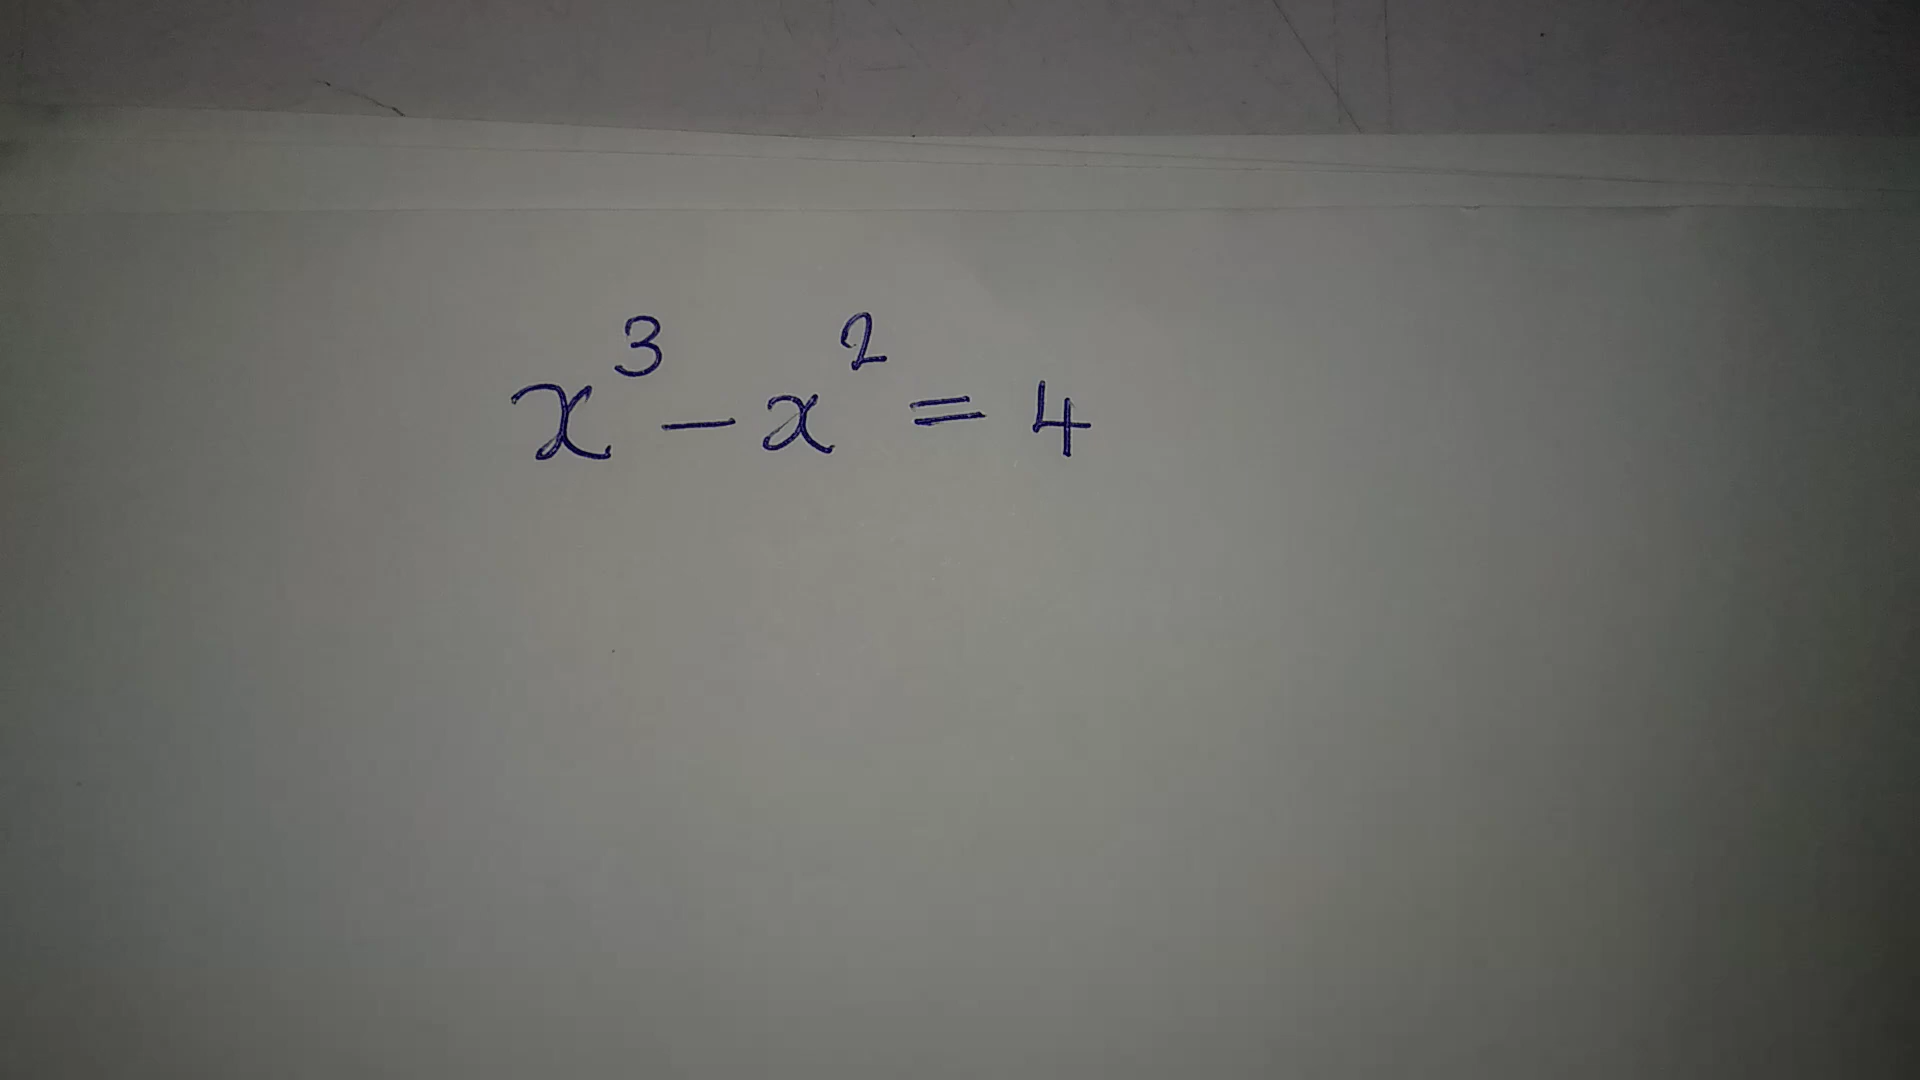 x³ – x² = 4